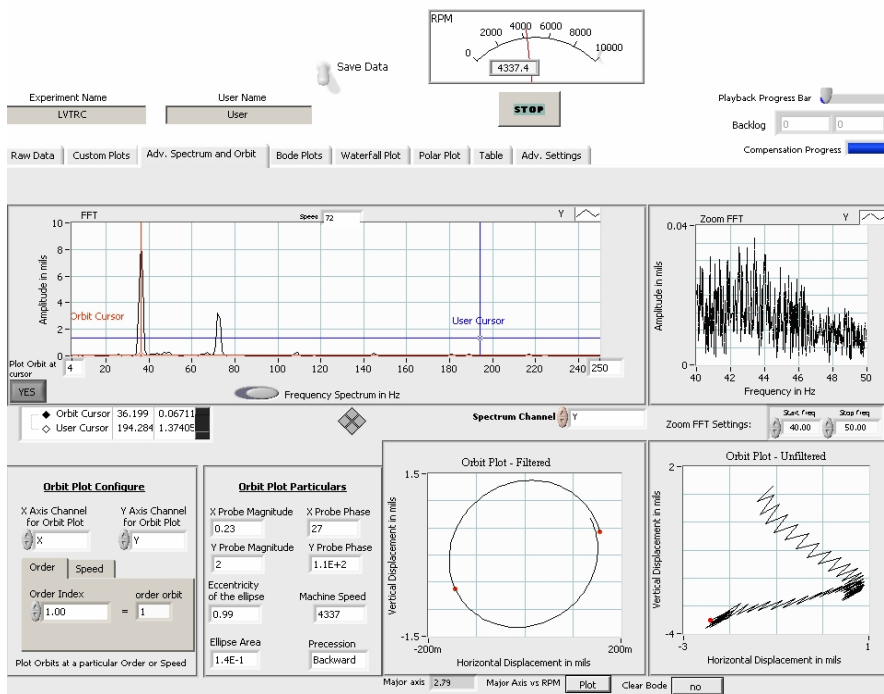 RPM
0 2000 4000 6000 8000 10000
4337.4
Save Data
Experiment Name
LVTRC
User Name
User
STOP
Playback Progress Bar
Backlog 0 0
Compensation Progress
Raw Data Custom Plots Adv. Spectrum and Orbit Bode Plots Waterfall Plot Polar Plot Table Adv. Settings
FFT
Speed 72
Y
Amplitude in mils
10
8
6
4
2
0
Orbit Cursor
User Cursor
4 20 40 60 80 100 120 140 160 180 200 220 240 250
Frequency Spectrum in Hz
Plot Orbit at cursor
YES
Zoom FFT
Y
Amplitude in mils
0.04
0
40 42 44 46 48 50
Frequency in Hz
Orbit Cursor 36.199 0.06711
User Cursor 194.284 1.37405
Spectrum Channel Y
Zoom FFT Settings:
Start freq
40.00
Stop freq
50.00
Orbit Plot Configure
X Axis Channel for Orbit Plot
X
Y Axis Channel for Orbit Plot
Y
Order Speed
Order Index
1.00
=
order orbit
1
Plot Orbits at a particular Order or Speed
Orbit Plot Particulars
X Probe Magnitude
0.23
X Probe Phase
27
Y Probe Magnitude
2
Y Probe Phase
1.1E+2
Eccentricity of the ellipse
0.99
Machine Speed
4337
Ellipse Area
1.4E-1
Precession
Backward
Orbit Plot - Filtered
Vertical Displacement in mils
1.5
-1.5
-200m 200m
Horizontal Displacement in mils
Orbit Plot - Unfiltered
Vertical Displacement in mils
2
-4
-3 1
Horizontal Displacement in mils
Major axis 2.79
Major Axis vs RPM Plot
Clear Bode no